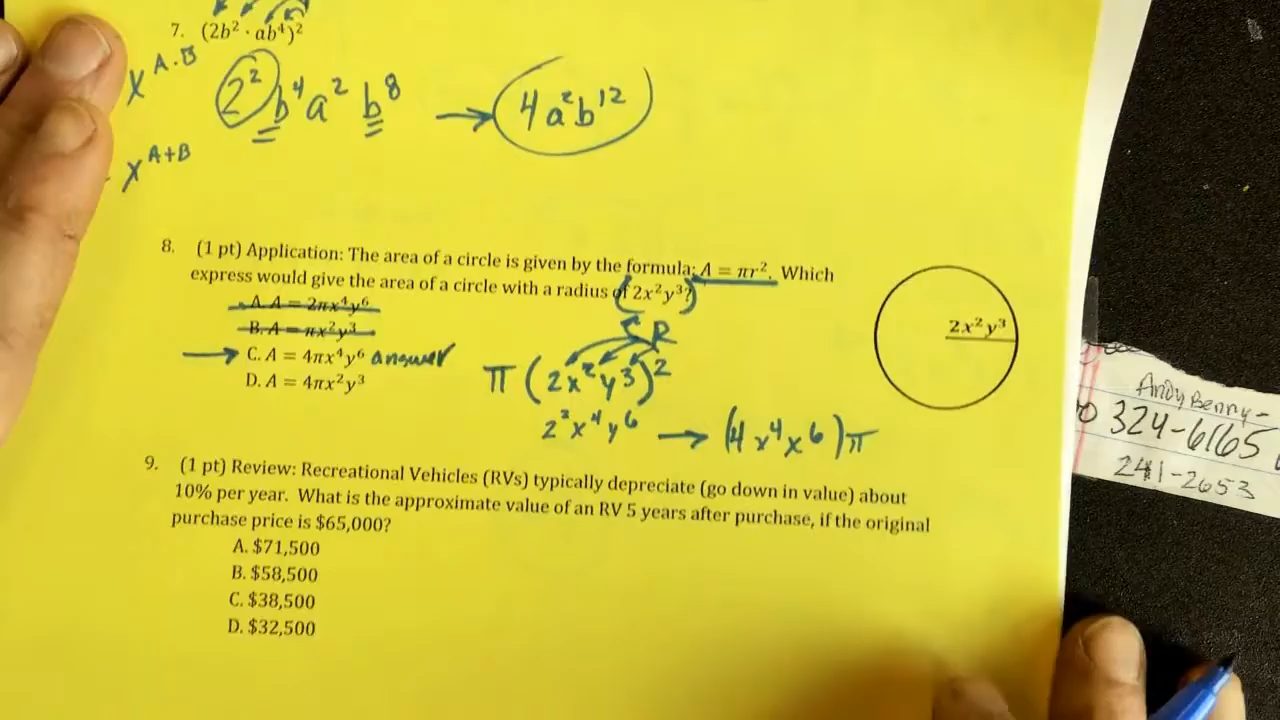 7. (2b² · ab⁴)²
x^A·B
2² b⁴ a² b⁸ → 4a²b¹²
x^A+B
8. (1 pt) Application: The area of a circle is given by the formula: A = πr². Which
express would give the area of a circle with a radius of 2x²y³?
A. A = 2πx⁴y⁶
B. A = πx²y³
C. A = 4πx⁴y⁶ answer
D. A = 4πx²y³
R
π(2x²y³)²
2²x⁴y⁶ → (4x⁴x⁶)π
2x²y³
Andy Benny-
324-6165
241-2653
9. (1 pt) Review: Recreational Vehicles (RVs) typically depreciate (go down in value) about
10% per year. What is the approximate value of an RV 5 years after purchase, if the original
purchase price is $65,000?
A. $71,500
B. $58,500
C. $38,500
D. $32,500